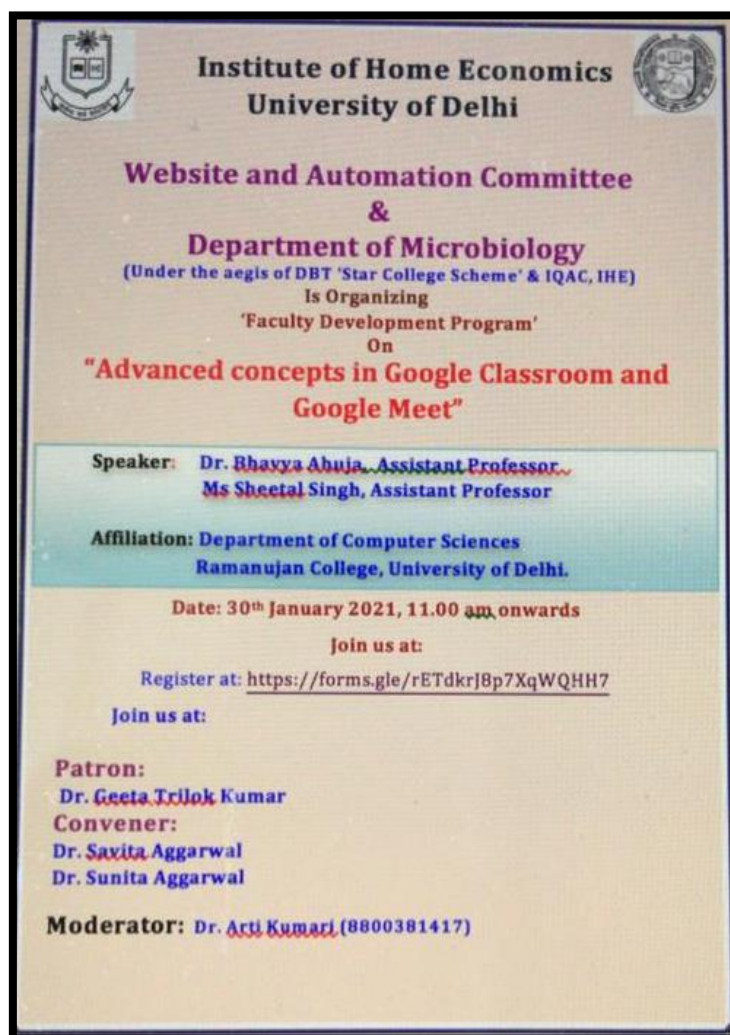 Institute of Home Economics
University of Delhi
Website and Automation Committee
&
Department of Microbiology
(Under the aegis of DBT ‘Star College Scheme’ & IQAC, IHE)
Is Organizing
‘Faculty Development Program’
On
“Advanced concepts in Google Classroom and
Google Meet”
Speaker: Dr. Bhavya Ahuja, Assistant Professor
Ms Sheetal Singh, Assistant Professor
Affiliation: Department of Computer Sciences
Ramanujan College, University of Delhi.
Date: 30th January 2021, 11.00 am onwards
Join us at:
Register at: https://forms.gle/rETdkrJ8p7XqWQHH7
Join us at:
Patron:
Dr. Geeta Trilok Kumar
Convener:
Dr. Savita Aggarwal
Dr. Sunita Aggarwal
Moderator: Dr. Arti Kumari (8800381417)